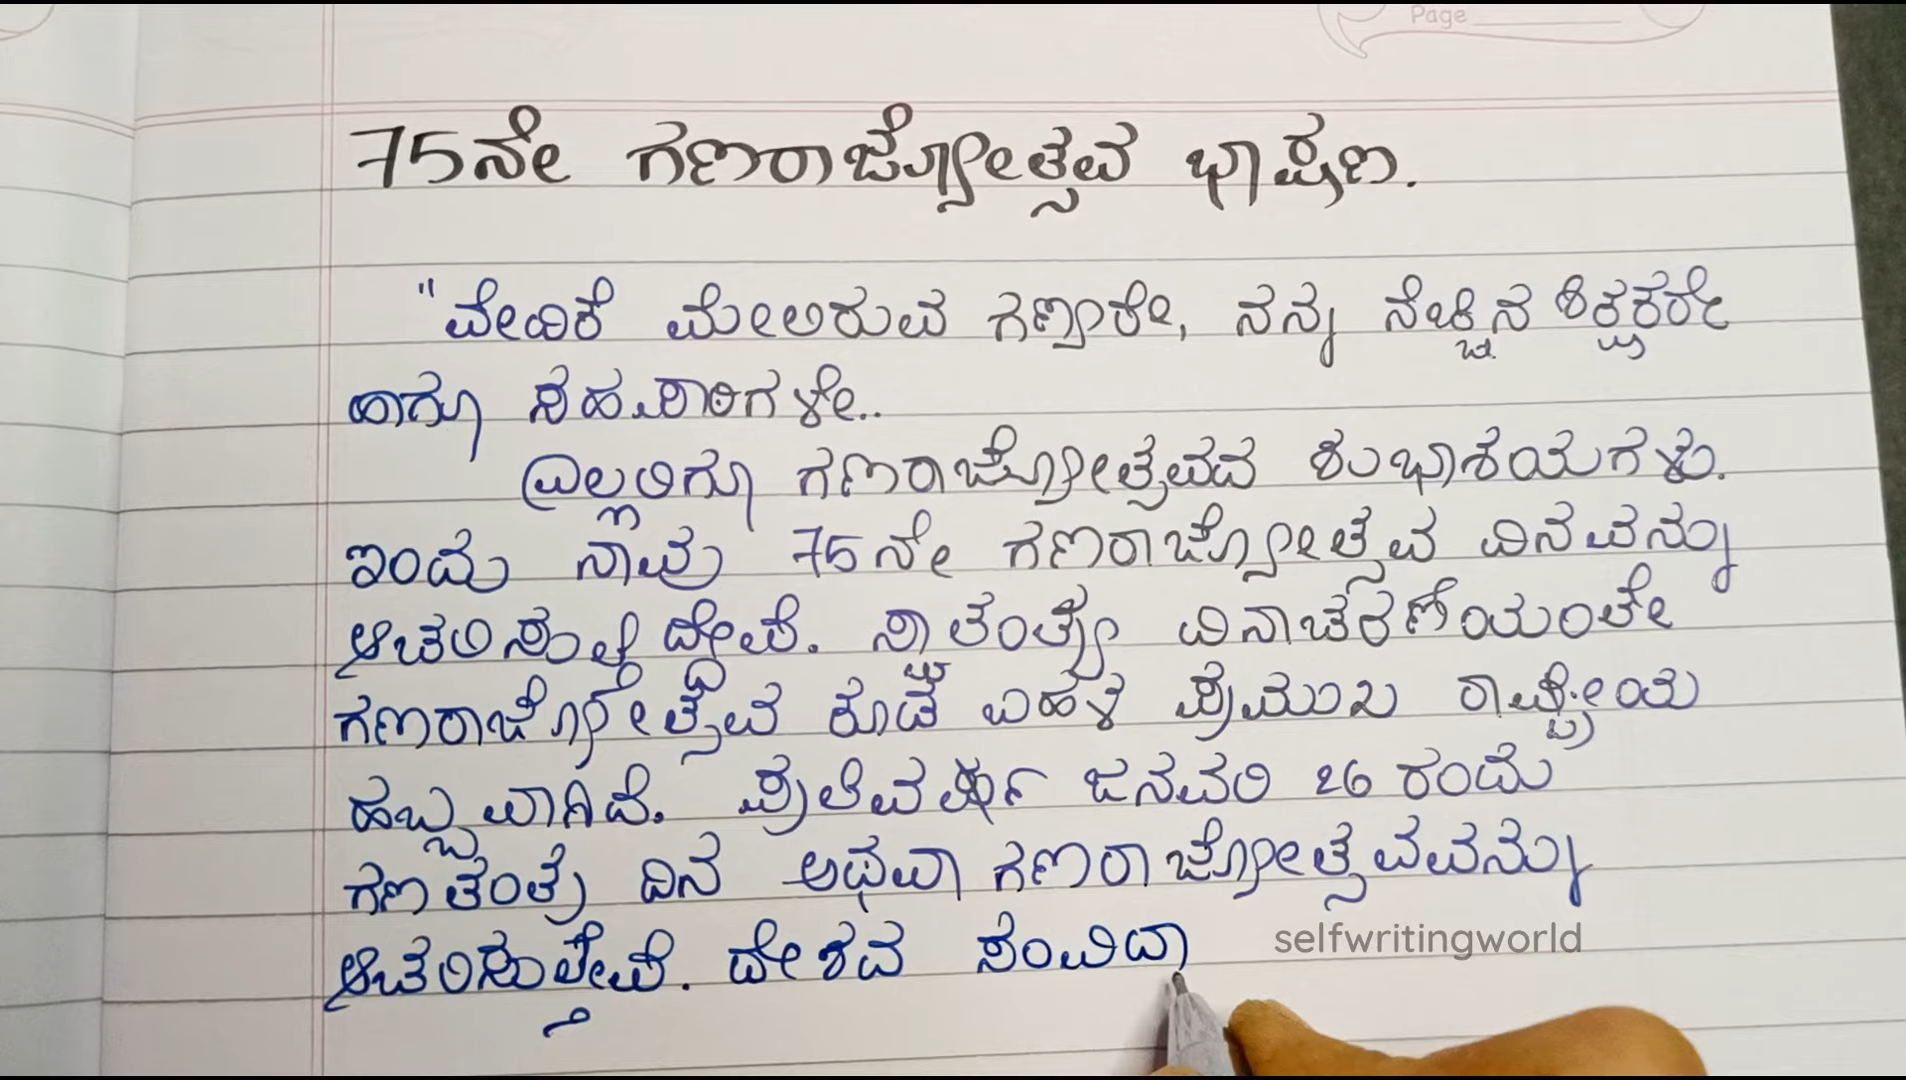 Page
75ನೇ ಗಣರಾಜ್ಯೋತ್ಸವ ಭಾಷಣ.
"ವೇದಿಕೆ ಮೇಲಿರುವ ಗಣ್ಯರೇ, ನನ್ನ ನೆಚ್ಚಿನ ಶಿಕ್ಷಕರೇ
ಹಾಗೂ ಸಹಪಾಠಿಗಳೇ..
ಎಲ್ಲರಿಗೂ ಗಣರಾಜ್ಯೋತ್ಸವದ ಶುಭಾಶಯಗಳು.
ಇಂದು ನಾವು 75ನೇ ಗಣರಾಜ್ಯೋತ್ಸವ ದಿನವನ್ನು
ಆಚರಿಸುತ್ತಿದ್ದೇವೆ. ಸ್ವಾತಂತ್ರ್ಯ ದಿನಾಚರಣೆಯಂತೇ
ಗಣರಾಜ್ಯೋತ್ಸವ ಕೂಡ ಬಹಳ ಪ್ರಮುಖ ರಾಷ್ಟ್ರೀಯ
ಹಬ್ಬವಾಗಿದೆ. ಪ್ರತಿವರ್ಷ ಜನವರಿ 26 ರಂದು
ಗಣತಂತ್ರ ದಿನ ಅಥವಾ ಗಣರಾಜ್ಯೋತ್ಸವವನ್ನು
ಆಚರಿಸುತ್ತೇವೆ. ದೇಶದ ಸಂವಿದಾ
selfwritingworld